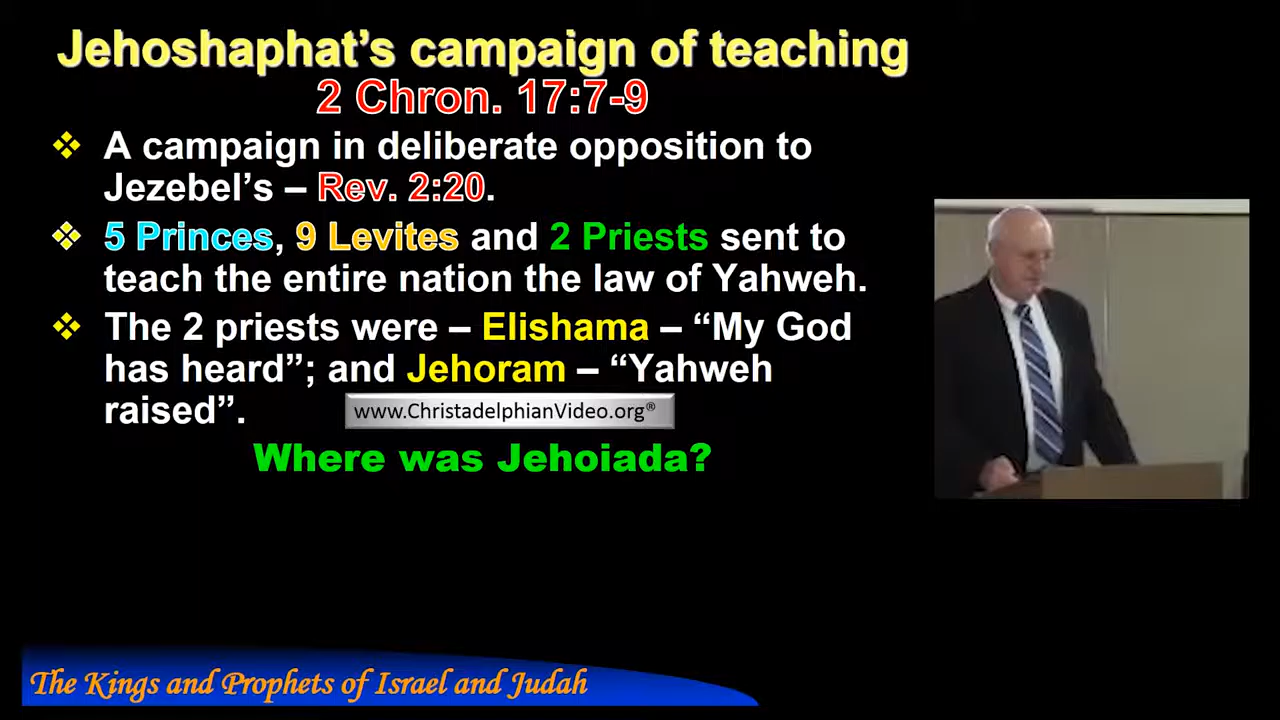 Jehoshaphat’s campaign of teaching
2 Chron. 17:7-9
A campaign in deliberate opposition to
Jezebel’s – Rev. 2:20.
5 Princes, 9 Levites and 2 Priests sent to
teach the entire nation the law of Yahweh.
The 2 priests were – Elishama – “My God
has heard”; and Jehoram – “Yahweh
raised”.
www.ChristadelphianVideo.org®
Where was Jehoiada?
The Kings and Prophets of Israel and Judah